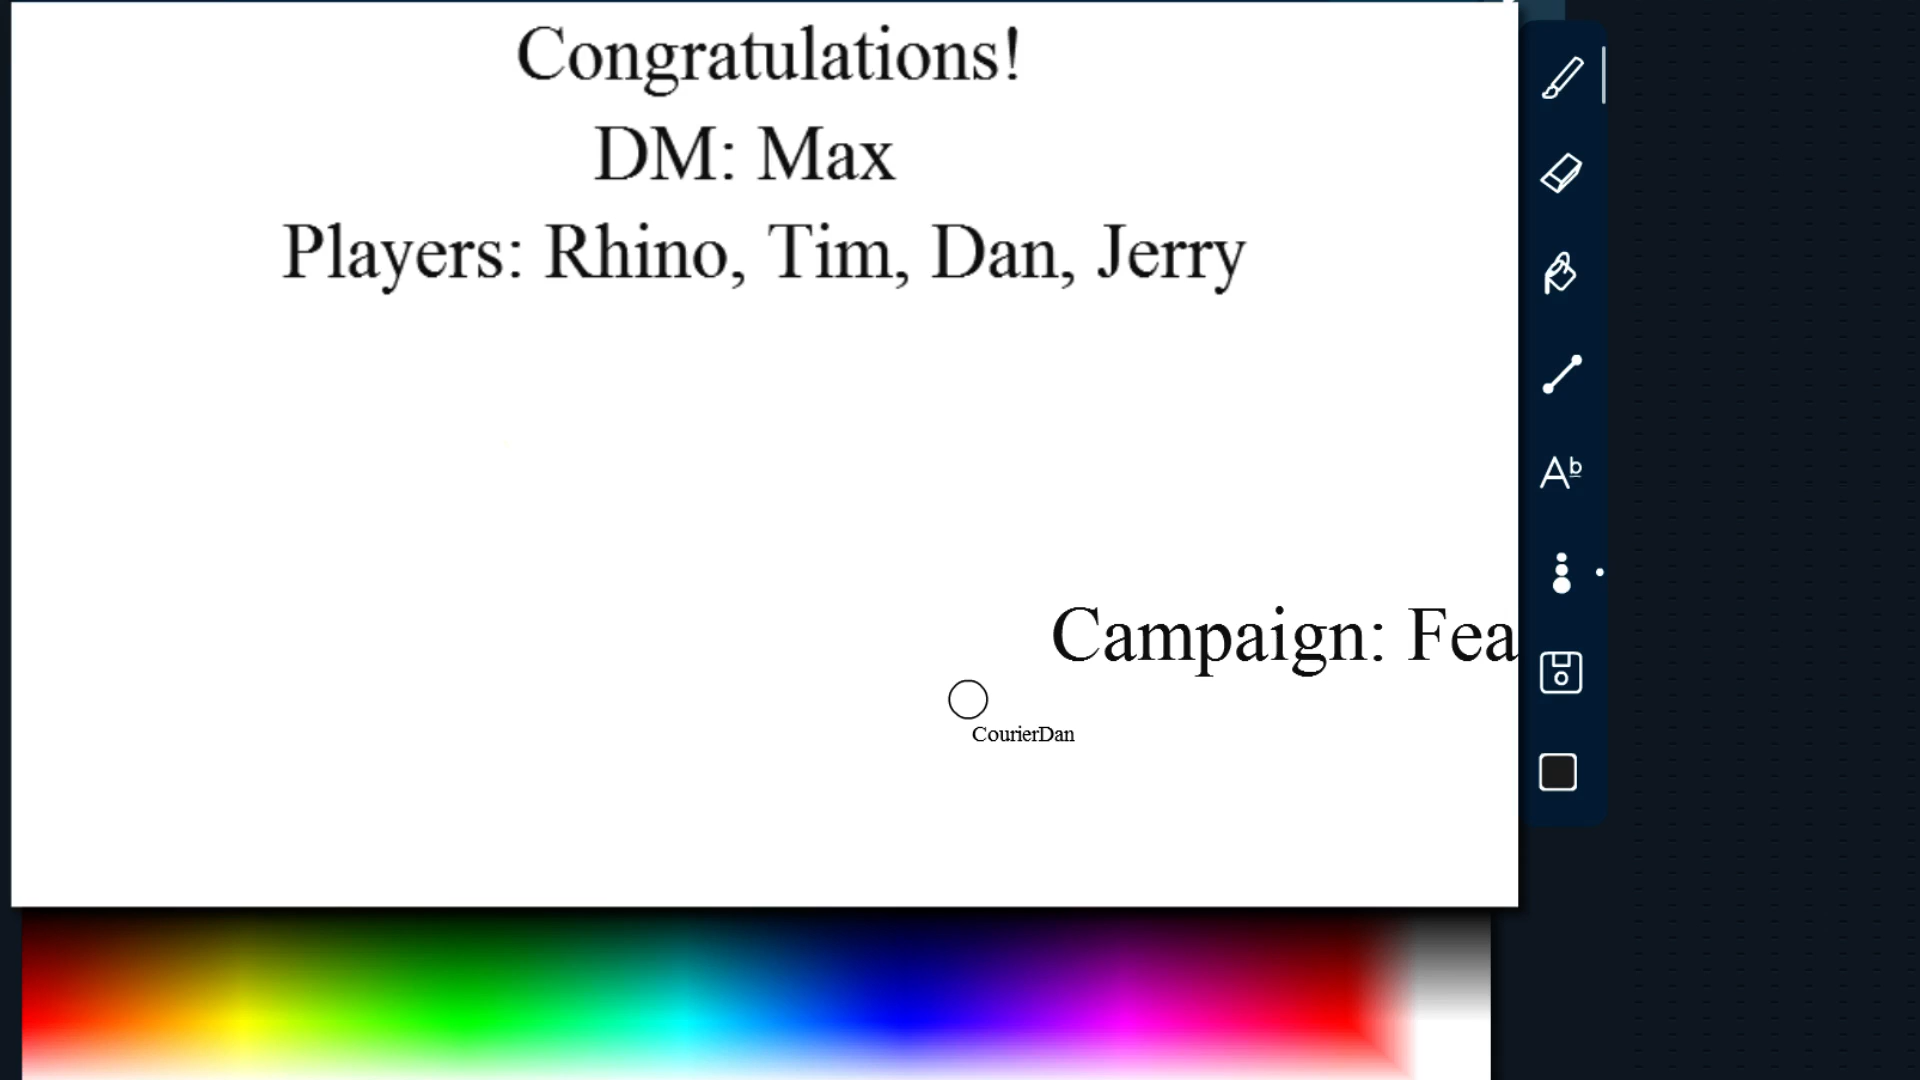 Congratulations!
DM: Max
Players: Rhino, Tim, Dan, Jerry
Campaign: Fea
CourierDan